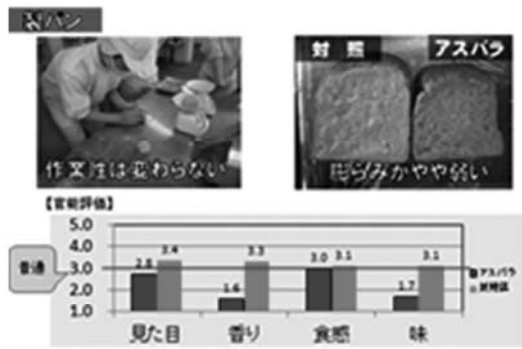 製パン
対照 アスパラ
作業性は変わらない
膨らみがやや弱い
【官能評価】
5.0
4.0
3.0
2.0
1.0
普通
2.8 3.4
1.6 3.3
3.0 3.1
1.7 3.1
見た目 香り 食感 味
アスパラ